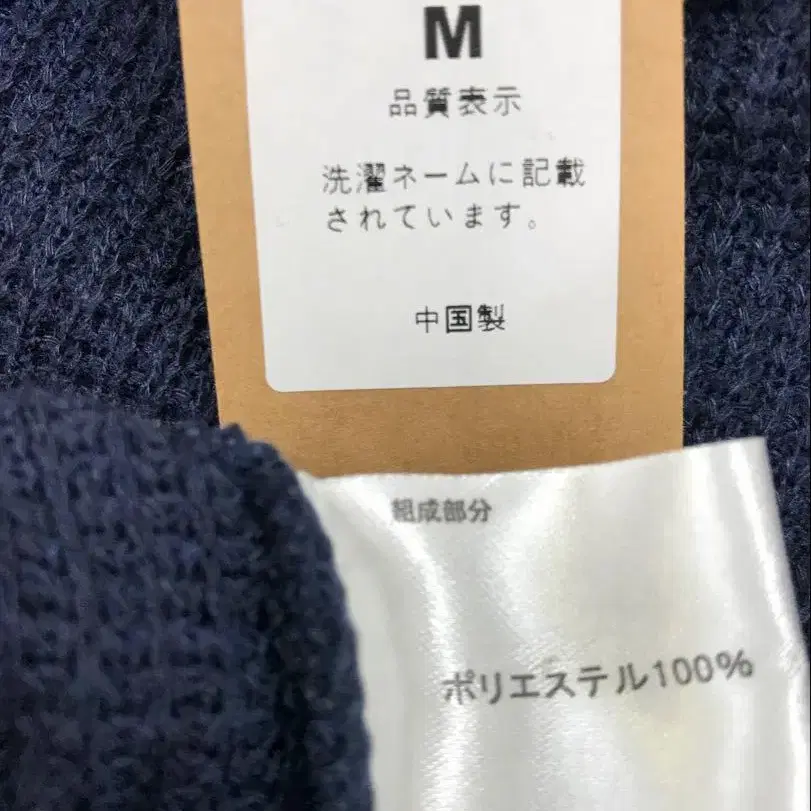 M
品質表示
洗濯ネームに記載
されています。
中国製
組成部分
ポリエステル100%